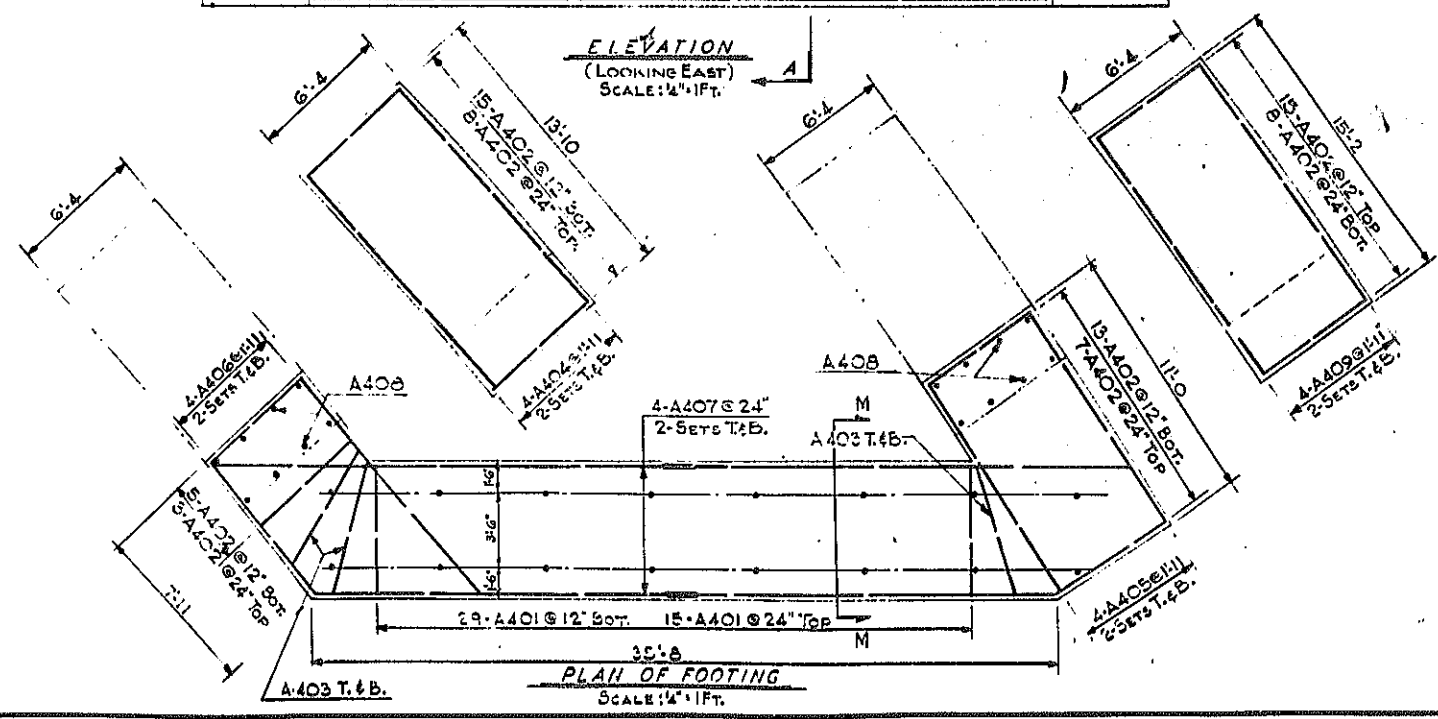 ELEVATION
(LOOKING EAST)
SCALE: ¼" = 1FT.
A
6'-4
13'-10
15-A402 @ 12" BOT.
8-A402 @ 24" TOP.
4-A404 @ 1'-11
2-SETS T.&B.
6'-4
6'-4
15'-2
15-A402 @ 12" TOP
8-A402 @ 24" BOT.
4-A409 @ 1'-11"
2-SETS T.&B.
6'-4
4-A406 @ 1'-11
2-SETS T.&B.
A408
4-A407 @ 24"
2-SETS T.&B.
A408
M
A403 T.&B.
11'-0
13-A402 @ 12" BOT.
7-A402 @ 24" TOP
4-A405 @ 1'-11
2-SETS T.&B.
1'-6"
3'-6"
1'-6"
5-A402 @ 12" BOT.
3-A402 @ 24" TOP
7'-11
29-A401 @ 12" BOT. 15-A401 @ 24" TOP
M
35'-8
A-403 T.&B.
PLAN OF FOOTING
SCALE: ¼" = 1FT.